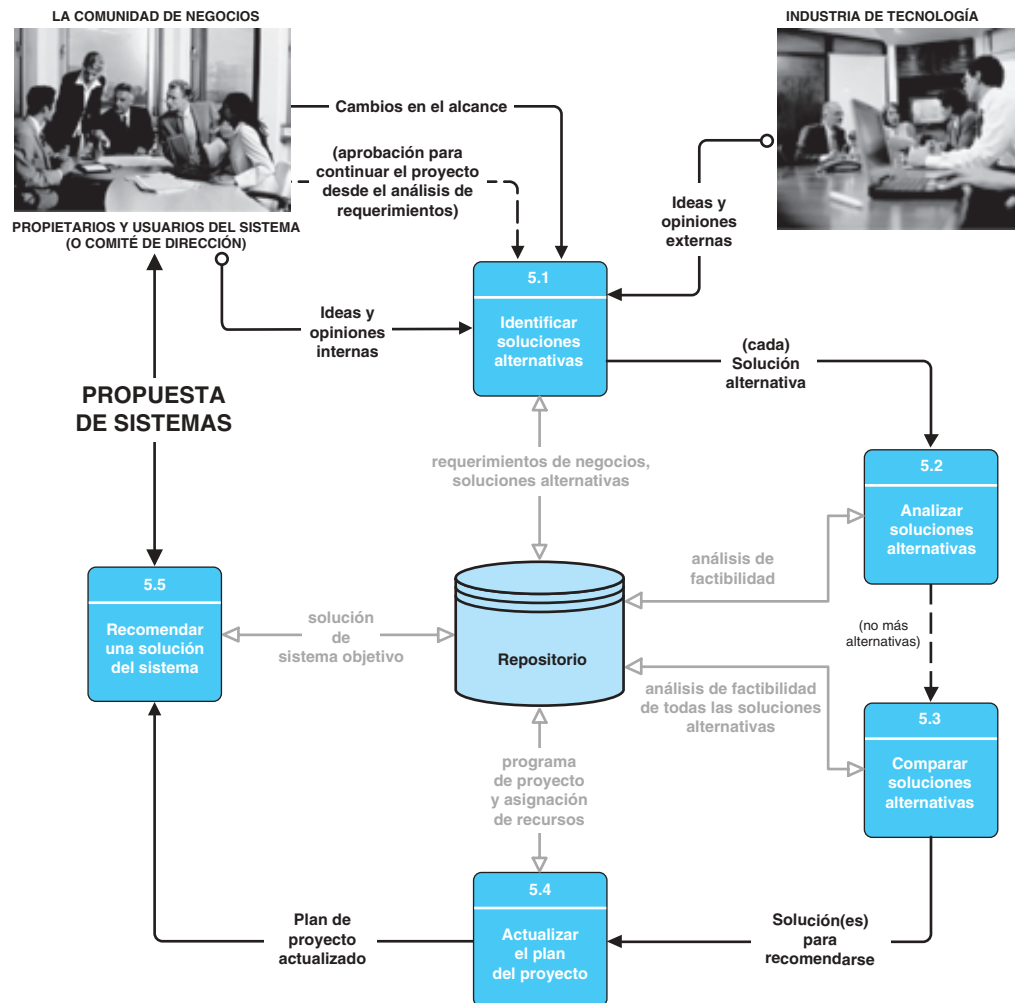 LA COMUNIDAD DE NEGOCIOS
INDUSTRIA DE TECNOLOGÍA
Cambios en el alcance
(aprobación para
continuar el proyecto
desde el análisis de
requerimientos)
Ideas y
opiniones
externas
PROPIETARIOS Y USUARIOS DEL SISTEMA
(O COMITÉ DE DIRECCIÓN)
5.1
Identificar
soluciones
alternativas
Ideas y
opiniones
internas
(cada)
Solución
alternativa
PROPUESTA
DE SISTEMAS
requerimientos de negocios,
soluciones alternativas
5.2
Analizar
soluciones
alternativas
análisis de
factibilidad
5.5
Recomendar
una solución
del sistema
solución
de
sistema objetivo
Repositorio
(no más
alternativas)
análisis de factibilidad
de todas las soluciones
alternativas
5.3
Comparar
soluciones
alternativas
programa
de proyecto
y asignación
de recursos
5.4
Actualizar
el plan
del proyecto
Plan de
proyecto
actualizado
Solución(es)
para
recomendarse